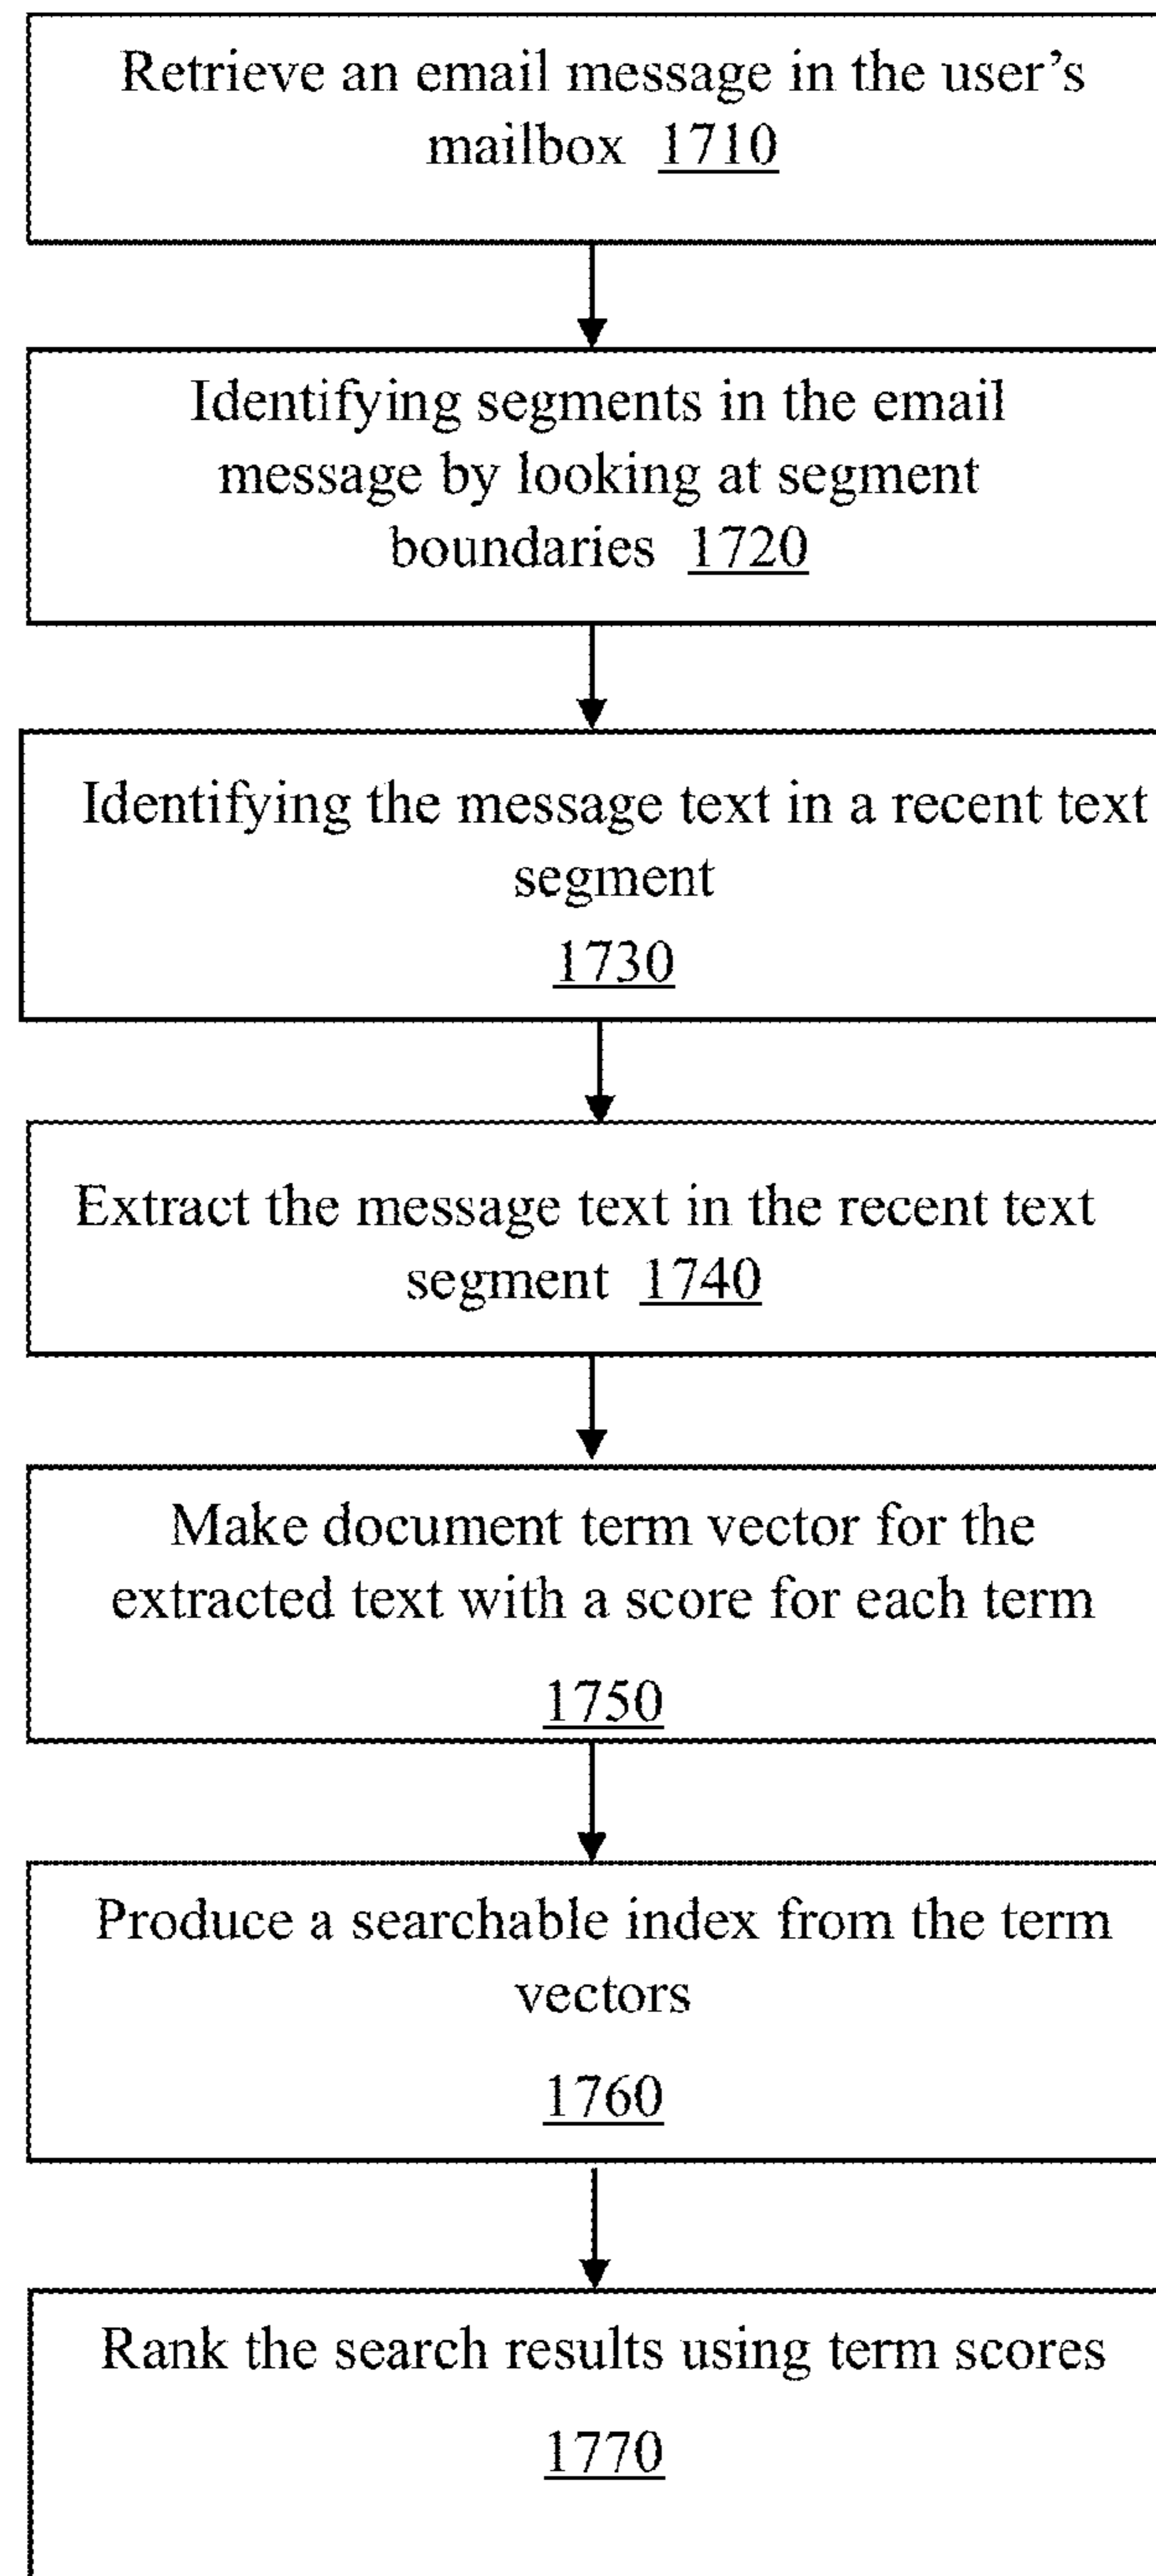 Retrieve an email message in the user’s
mailbox 1710
Identifying segments in the email
message by looking at segment
boundaries 1720
Identifying the message text in a recent text
segment
1730
Extract the message text in the recent text
segment 1740
Make document term vector for the
extracted text with a score for each term
1750
Produce a searchable index from the term
vectors
1760
Rank the search results using term scores
1770